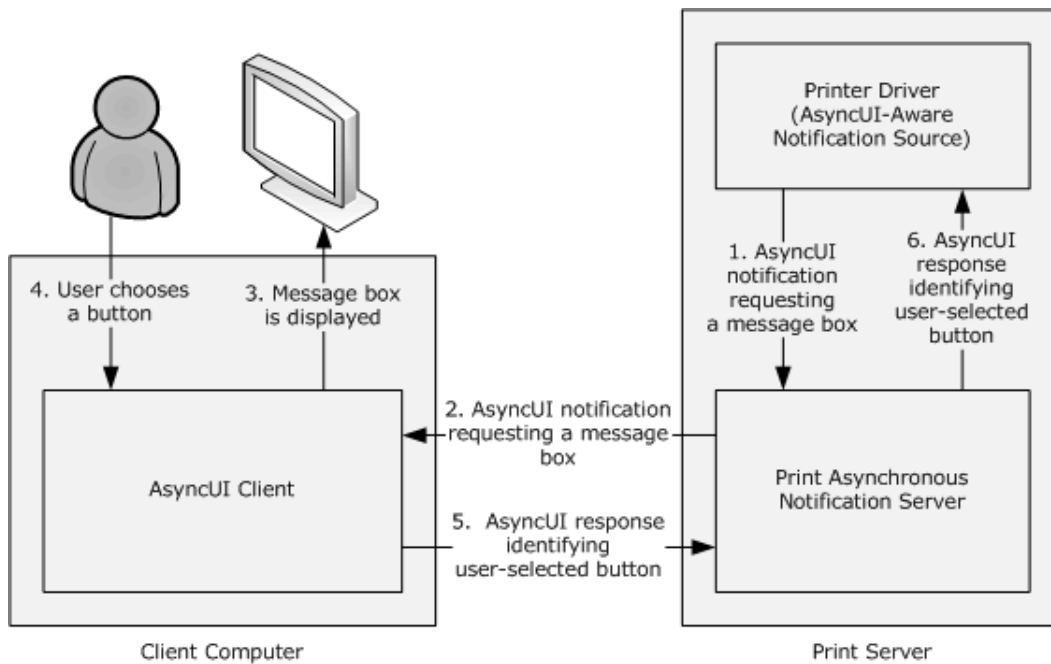 Printer Driver
(AsyncUI-Aware
Notification Source)
1. AsyncUI
notification
requesting
a message box
6. AsyncUI
response
identifying
user-selected
button
4. User chooses
a button
3. Message box
is displayed
2. AsyncUI notification
requesting a message
box
AsyncUI Client
Print Asynchronous
Notification Server
5. AsyncUI response
identifying
user-selected button
Client Computer
Print Server